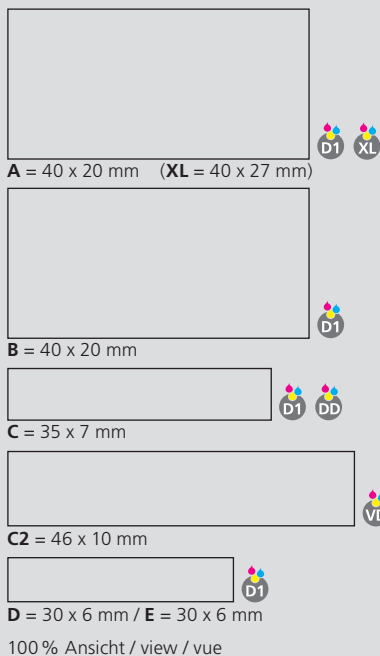 D1 XL
A = 40 x 20 mm (XL = 40 x 27 mm)
D1
B = 40 x 20 mm
D1 DD
C = 35 x 7 mm
C2 = 46 x 10 mm
D1
D = 30 x 6 mm / E = 30 x 6 mm
100 % Ansicht / view / vue